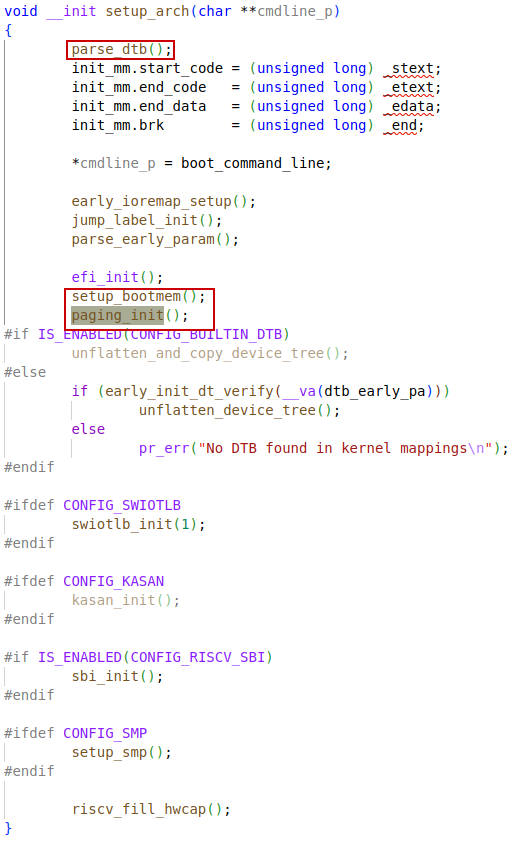 void __init setup_arch(char **cmdline_p)
{
        parse_dtb();
        init_mm.start_code = (unsigned long) _stext;
        init_mm.end_code   = (unsigned long) _etext;
        init_mm.end_data   = (unsigned long) _edata;
        init_mm.brk        = (unsigned long) _end;

        *cmdline_p = boot_command_line;

        early_ioremap_setup();
        jump_label_init();
        parse_early_param();

        efi_init();
        setup_bootmem();
        paging_init();
#if IS_ENABLED(CONFIG_BUILTIN_DTB)
        unflatten_and_copy_device_tree();
#else
        if (early_init_dt_verify(__va(dtb_early_pa)))
                unflatten_device_tree();
        else
                pr_err("No DTB found in kernel mappings\n");
#endif

#ifdef CONFIG_SWIOTLB
        swiotlb_init(1);
#endif

#ifdef CONFIG_KASAN
        kasan_init();
#endif

#if IS_ENABLED(CONFIG_RISCV_SBI)
        sbi_init();
#endif

#ifdef CONFIG_SMP
        setup_smp();
#endif

        riscv_fill_hwcap();
}